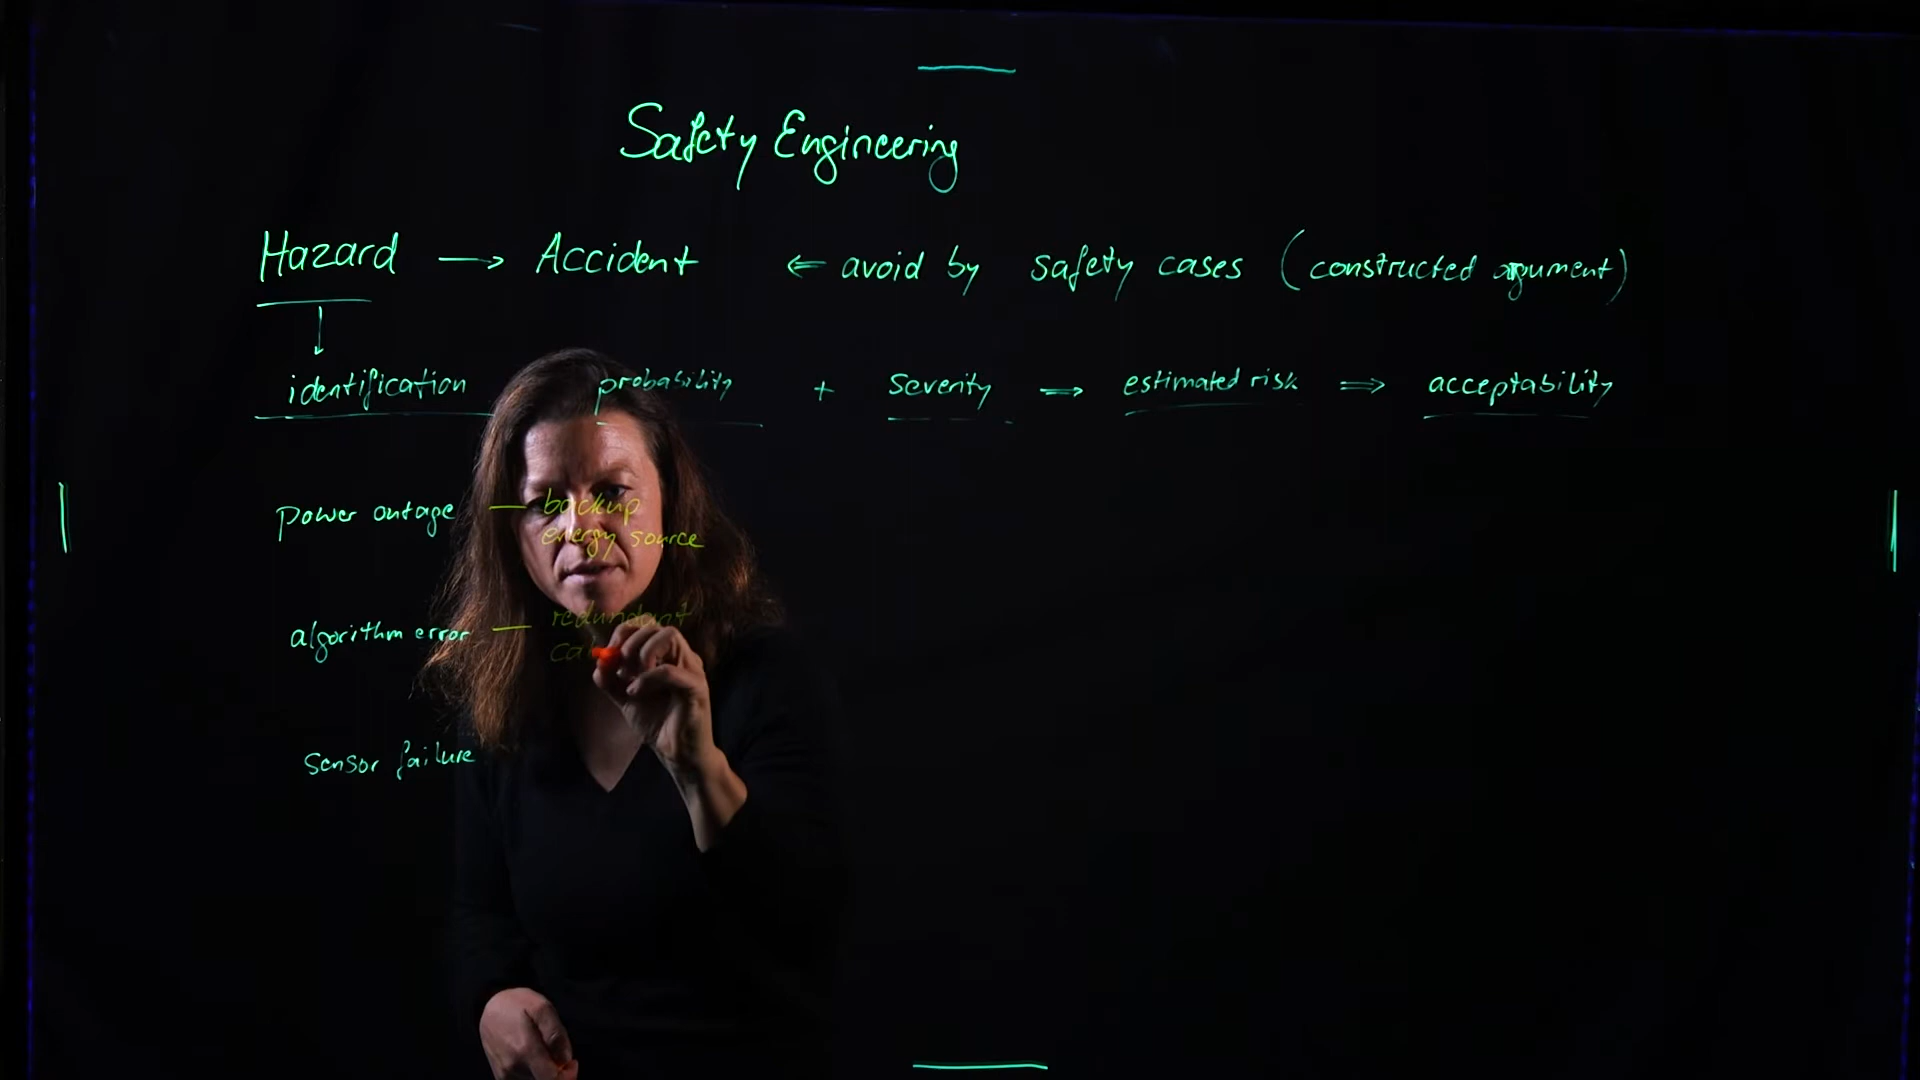 Safety Engineering
Hazard → Accident ⇐ avoid by safety cases (constructed argument)
↓
identification probability + severity ⇒ estimated risk ⇒ acceptability
power outage — backup
energy source
algorithm error — redundant
sensor failure